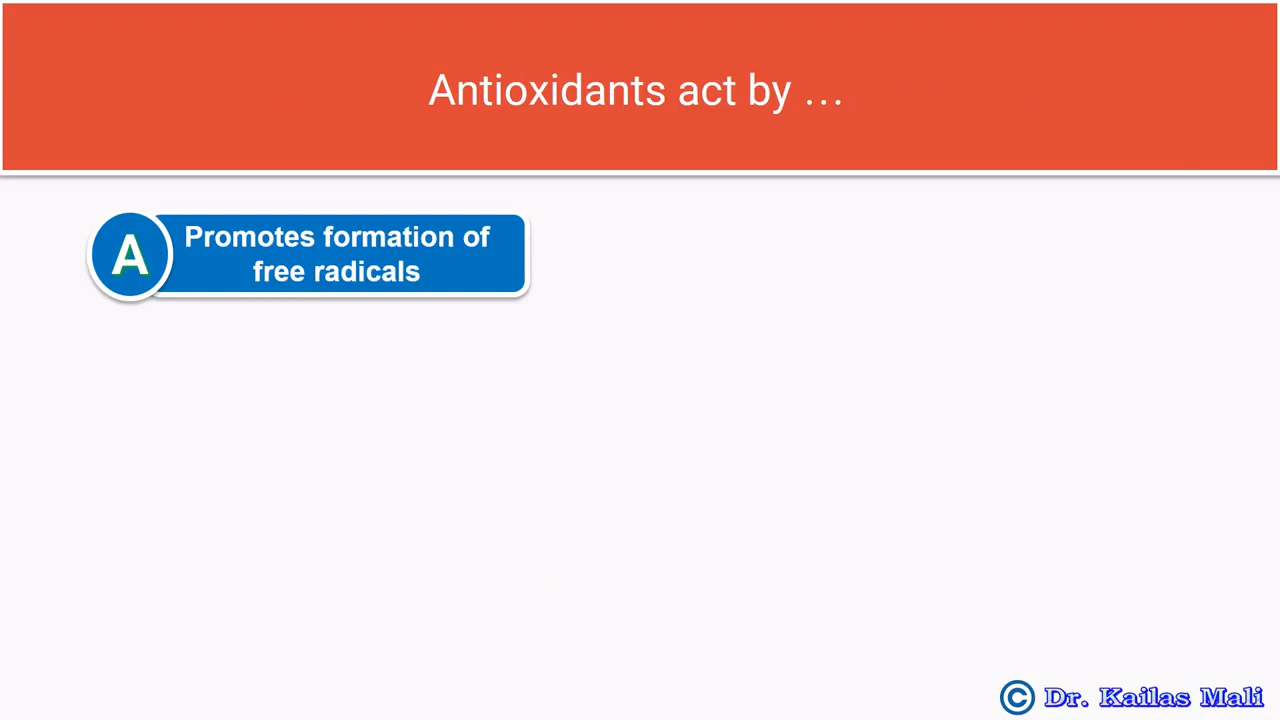 Antioxidants act by …
A
Promotes formation of
free radicals
© Dr. Kailas Mali